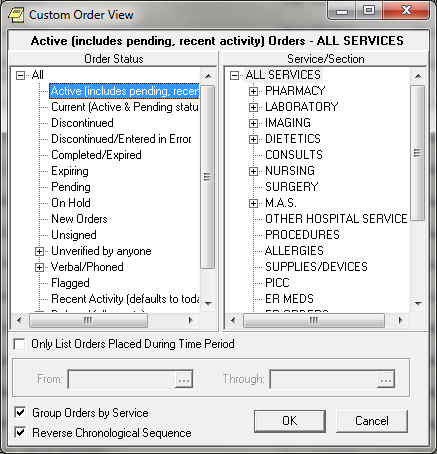 Custom Order View
Active (includes pending, recent activity) Orders - ALL SERVICES
Order Status
All
Active (includes pending, recen
Current (Active & Pending statu
Discontinued
Discontinued/Entered in Error
Completed/Expired
Expiring
Pending
On Hold
New Orders
Unsigned
Unverified by anyone
Verbal/Phoned
Flagged
Recent Activity (defaults to toda
Service/Section
ALL SERVICES
PHARMACY
LABORATORY
IMAGING
DIETETICS
CONSULTS
NURSING
SURGERY
M.A.S.
OTHER HOSPITAL SERVICE
PROCEDURES
ALLERGIES
SUPPLIES/DEVICES
PICC
ER MEDS
ER ORDERS
Only List Orders Placed During Time Period
From: ...
Through: ...
Group Orders by Service
Reverse Chronological Sequence
OK
Cancel